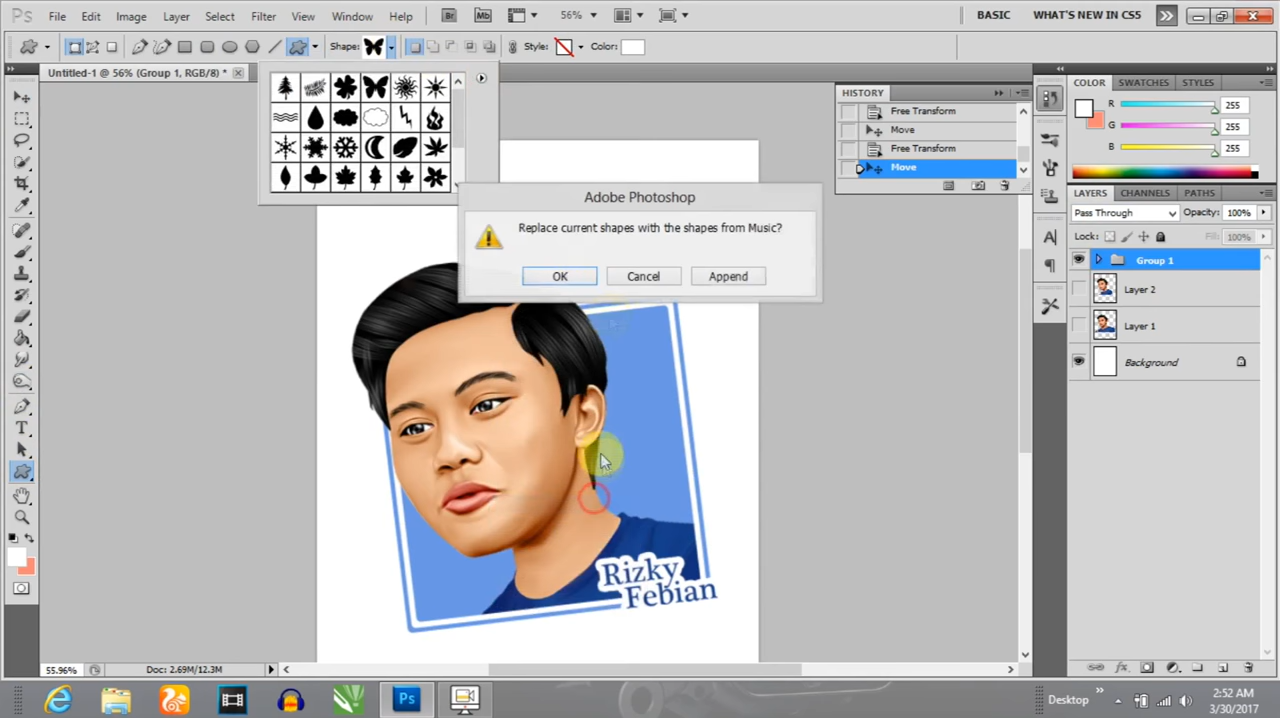 Ps File Edit Image Layer Select Filter View Window Help Br Mb 56% BASIC WHAT'S NEW IN CS5
Shape: Style: Color:
Untitled-1 @ 56% (Group 1, RGB/8) *
HISTORY
Free Transform
Move
Free Transform
Move
COLOR SWATCHES STYLES
R 255
G 255
B 255
LAYERS CHANNELS PATHS
Pass Through Opacity: 100%
Lock: Fill: 100%
Group 1
Layer 2
Layer 1
Background
Adobe Photoshop
Replace current shapes with the shapes from Music?
OK Cancel Append
Rizky
Febian
55.96% Doc: 2.69M/12.3M
Ps Desktop 2:52 AM
3/30/2017